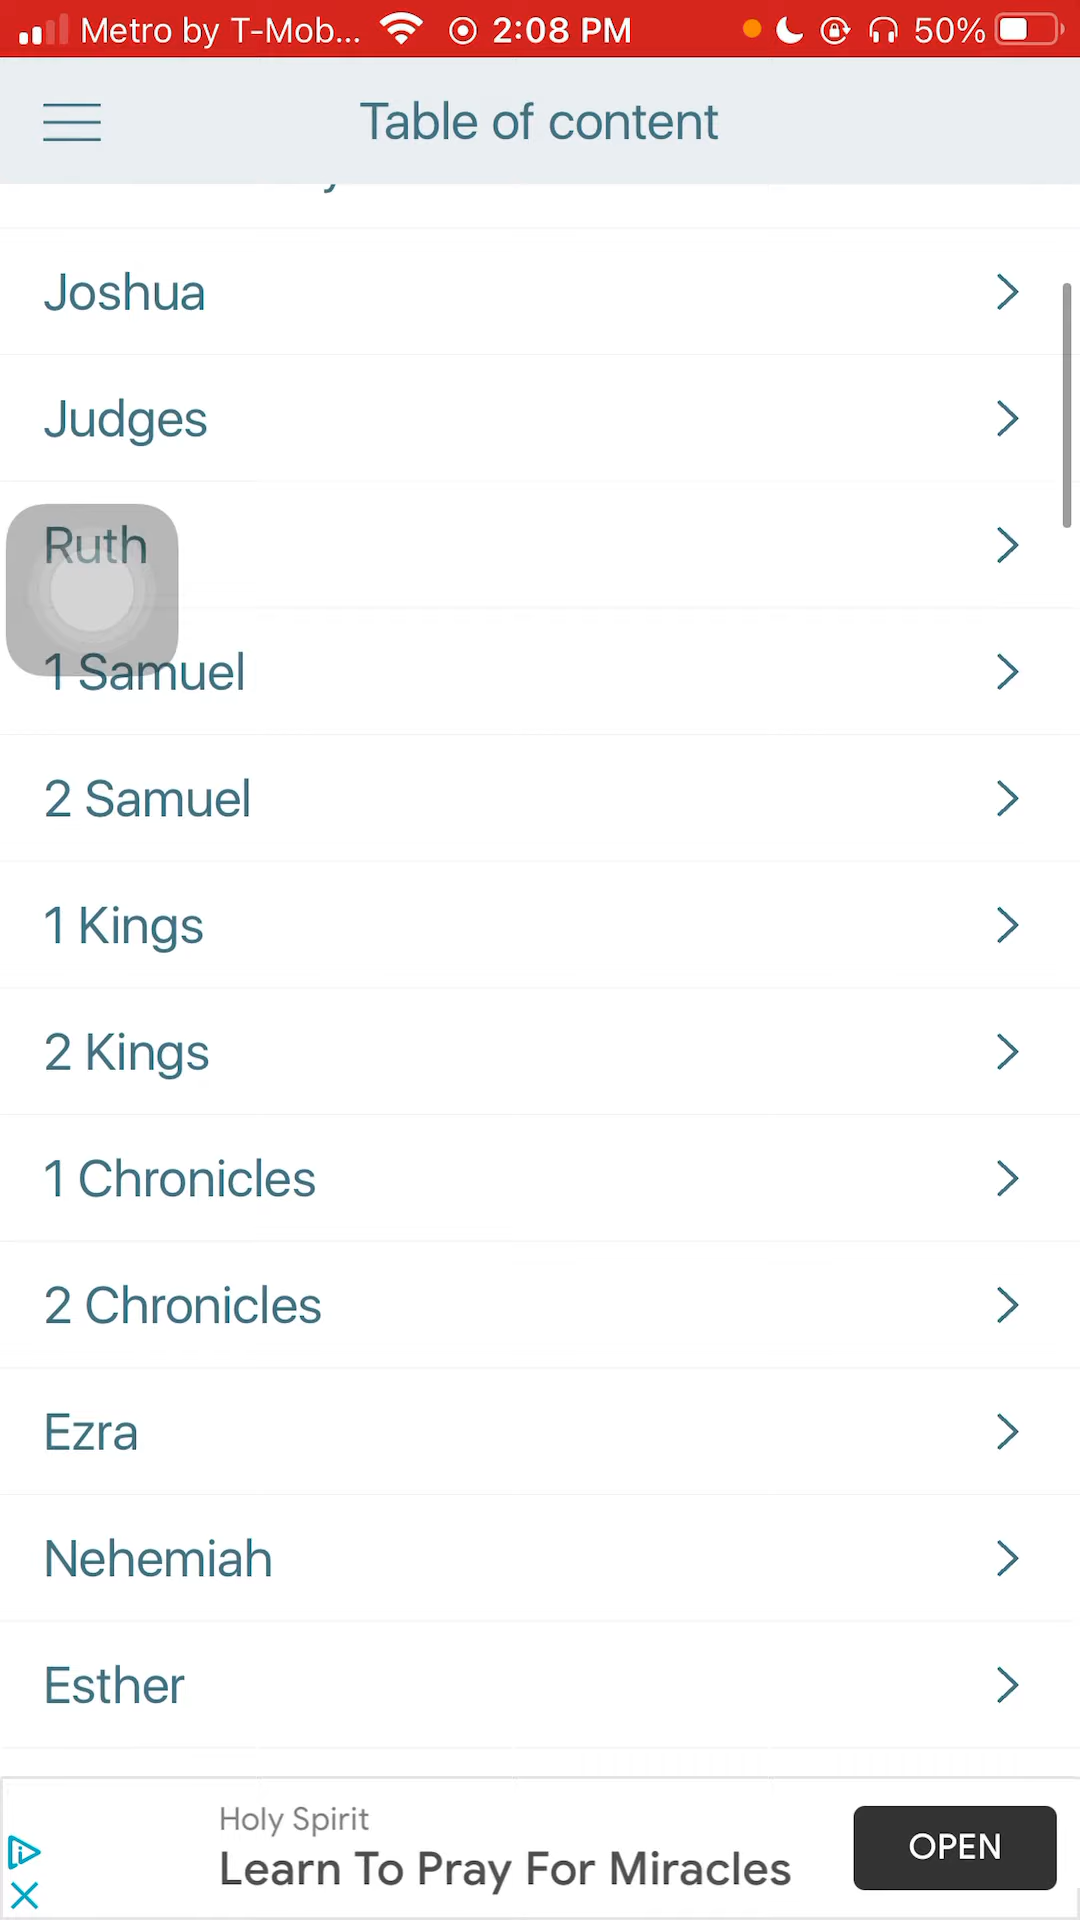 Metro by T-Mob... 2:08 PM 50%
Table of content
Joshua
Judges
Ruth
1 Samuel
2 Samuel
1 Kings
2 Kings
1 Chronicles
2 Chronicles
Ezra
Nehemiah
Esther
Holy Spirit
Learn To Pray For Miracles
OPEN